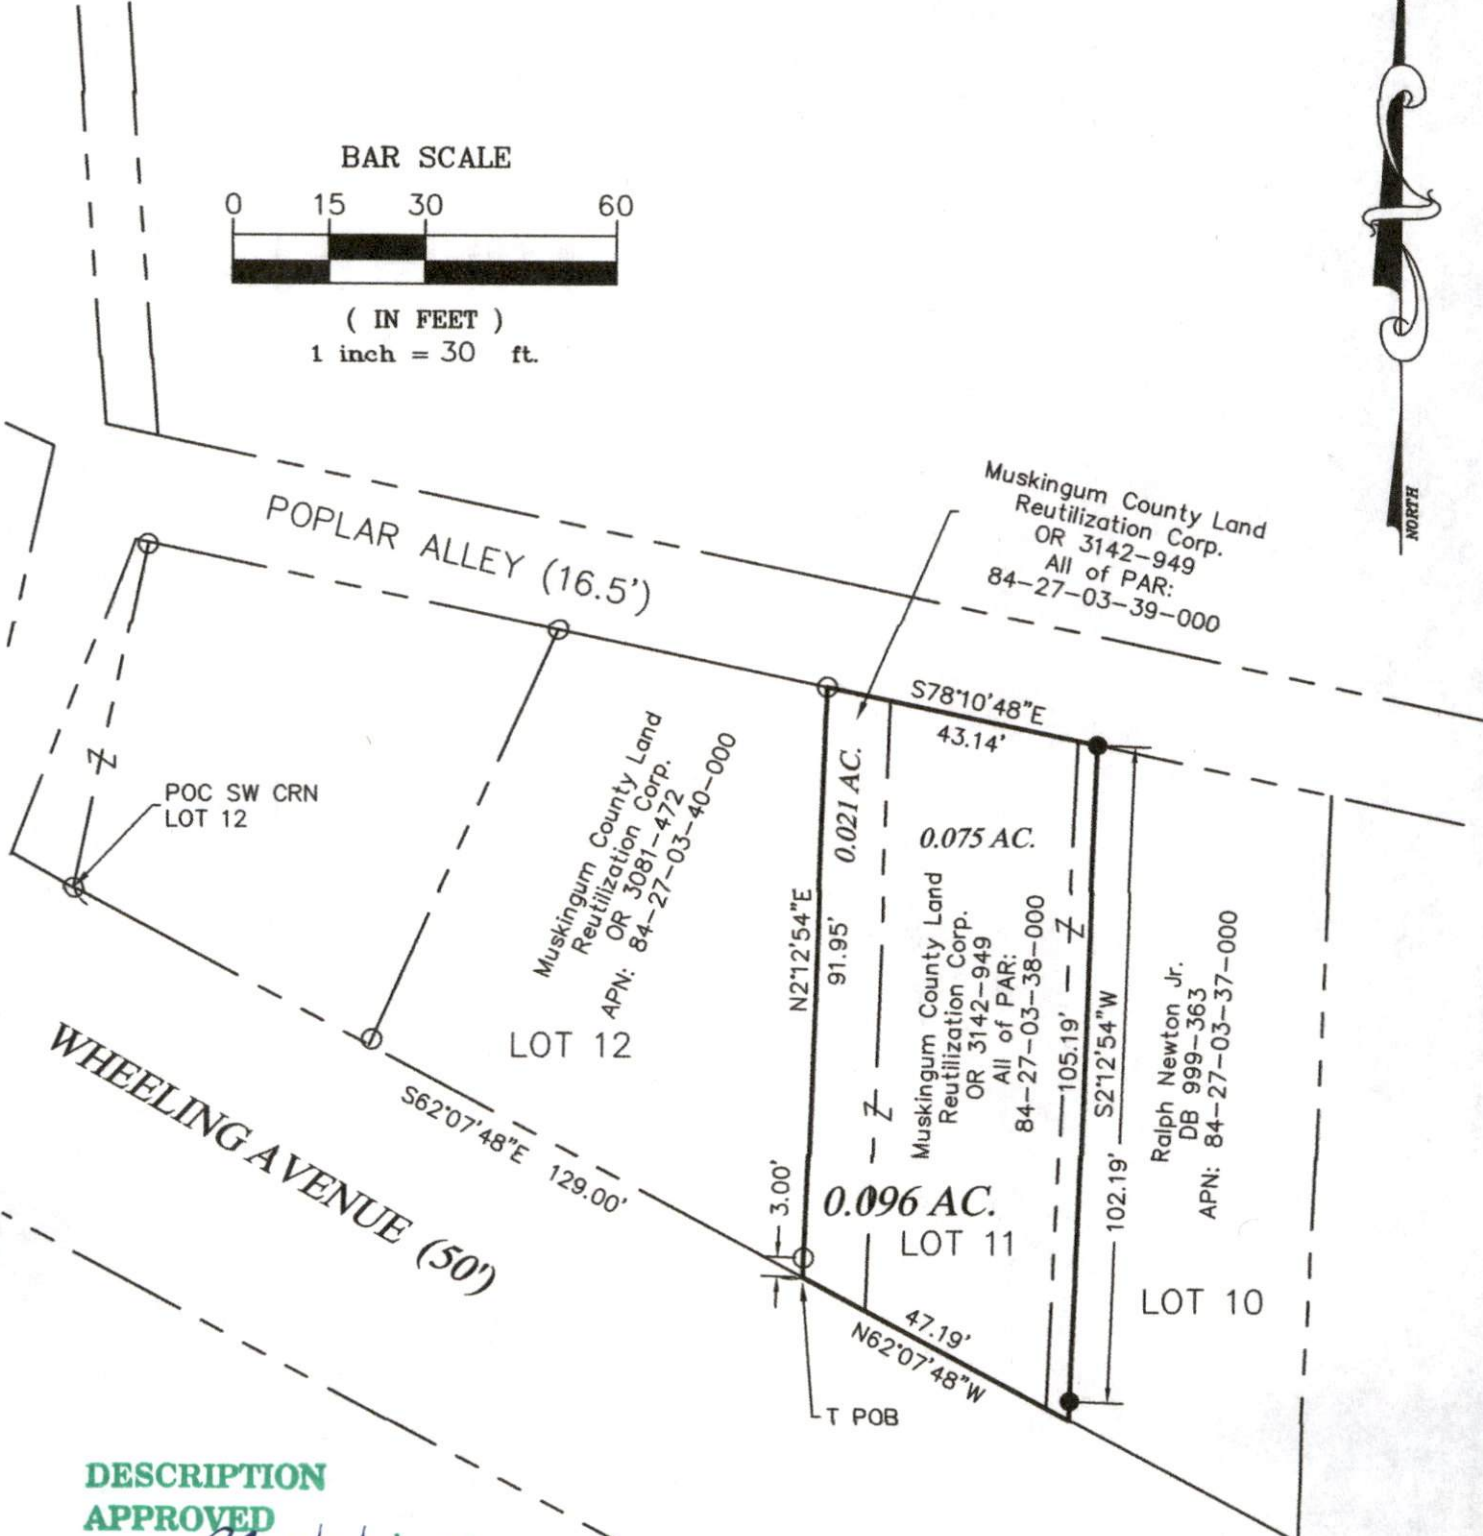 BAR SCALE
0 15 30 60
( IN FEET )
1 inch = 30 ft.
NORTH
POPLAR ALLEY (16.5')
Muskingum County Land
Reutilization Corp.
OR 3142-949
All of PAR:
84-27-03-39-000
S78°10'48"E
43.14'
POC SW CRN
LOT 12
Z
Muskingum County Land
Reutilization Corp.
OR 3081-472
APN: 84-27-03-40-000
LOT 12
N2°12'54"E
91.95'
0.021 AC.
Z
0.075 AC.
Muskingum County Land
Reutilization Corp.
OR 3142-949
All of PAR:
84-27-03-38-000
Z
105.19'
S2°12'54"W
102.19'
Ralph Newton Jr.
DB 999-363
APN: 84-27-03-37-000
WHEELING AVENUE (50')
S62°07'48"E 129.00'
3.00'
0.096 AC.
LOT 11
LOT 10
47.19'
N62°07'48"W
T POB
DESCRIPTION
APPROVED